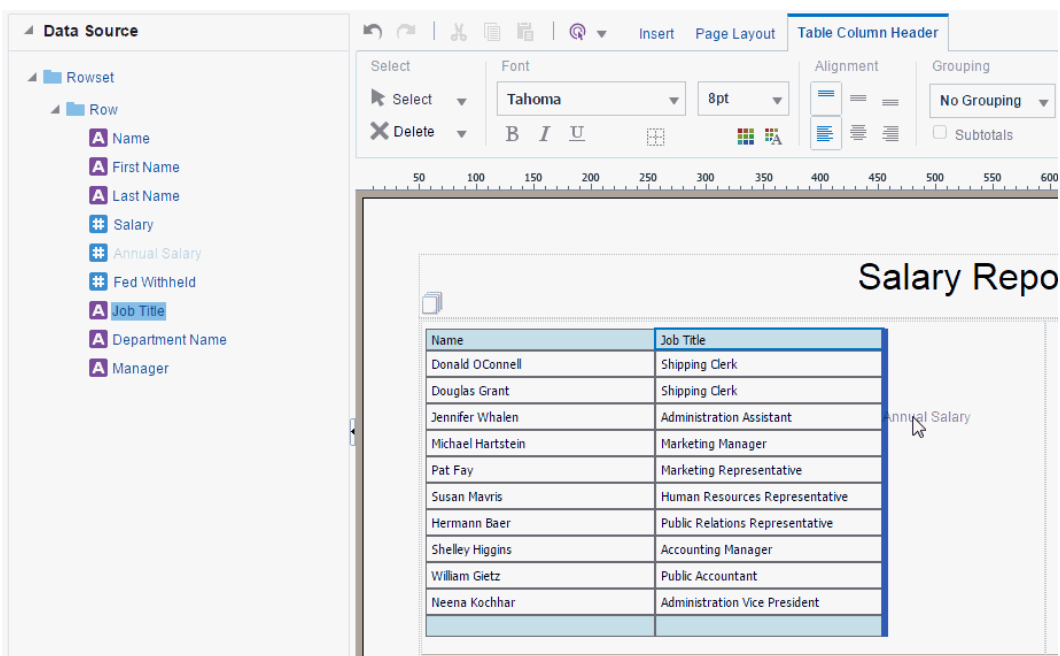 Data Source
Insert
Page Layout
Table Column Header
Rowset
Row
Name
First Name
Last Name
Salary
Annual Salary
Fed Withheld
Job Title
Department Name
Manager
Select
Font
Alignment
Grouping
Select
Tahoma
8pt
No Grouping
Delete
B I U
Subtotals
50 100 150 200 250 300 350 400 450 500 550 600
Salary Repo
Name Job Title
Donald OConnell Shipping Clerk
Douglas Grant Shipping Clerk
Jennifer Whalen Administration Assistant
Annual Salary
Michael Hartstein Marketing Manager
Pat Fay Marketing Representative
Susan Mavris Human Resources Representative
Hermann Baer Public Relations Representative
Shelley Higgins Accounting Manager
William Gietz Public Accountant
Neena Kochhar Administration Vice President